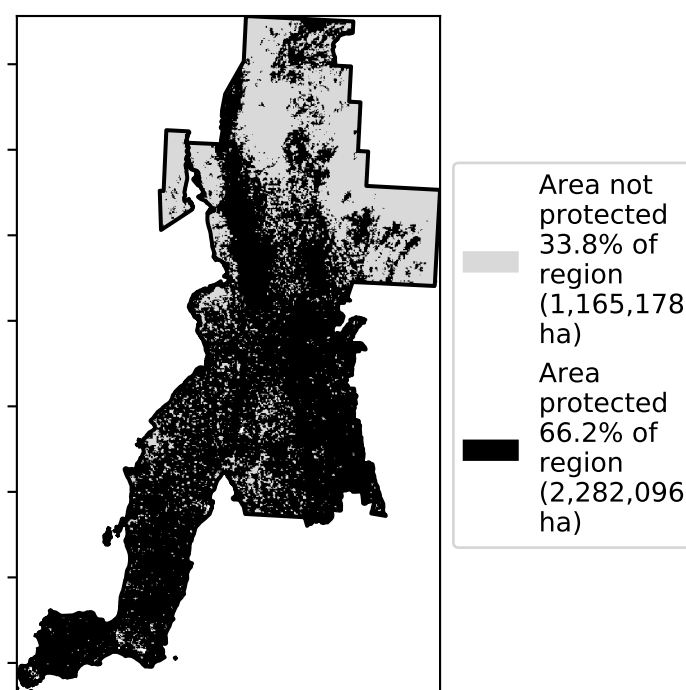 Area not
protected
33.8% of
region
(1,165,178
ha)
Area
protected
66.2% of
region
(2,282,096
ha)